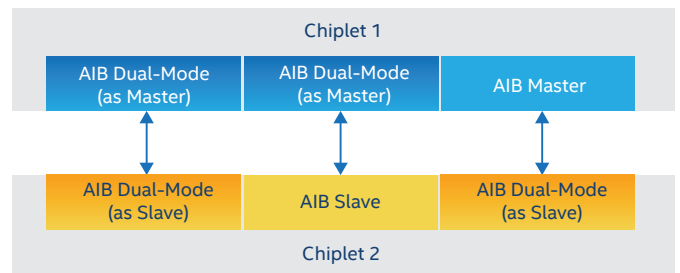 Chiplet 1
AIB Dual-Mode
(as Master)
AIB Dual-Mode
(as Master)
AIB Master
AIB Dual-Mode
(as Slave)
AIB Slave
AIB Dual-Mode
(as Slave)
Chiplet 2